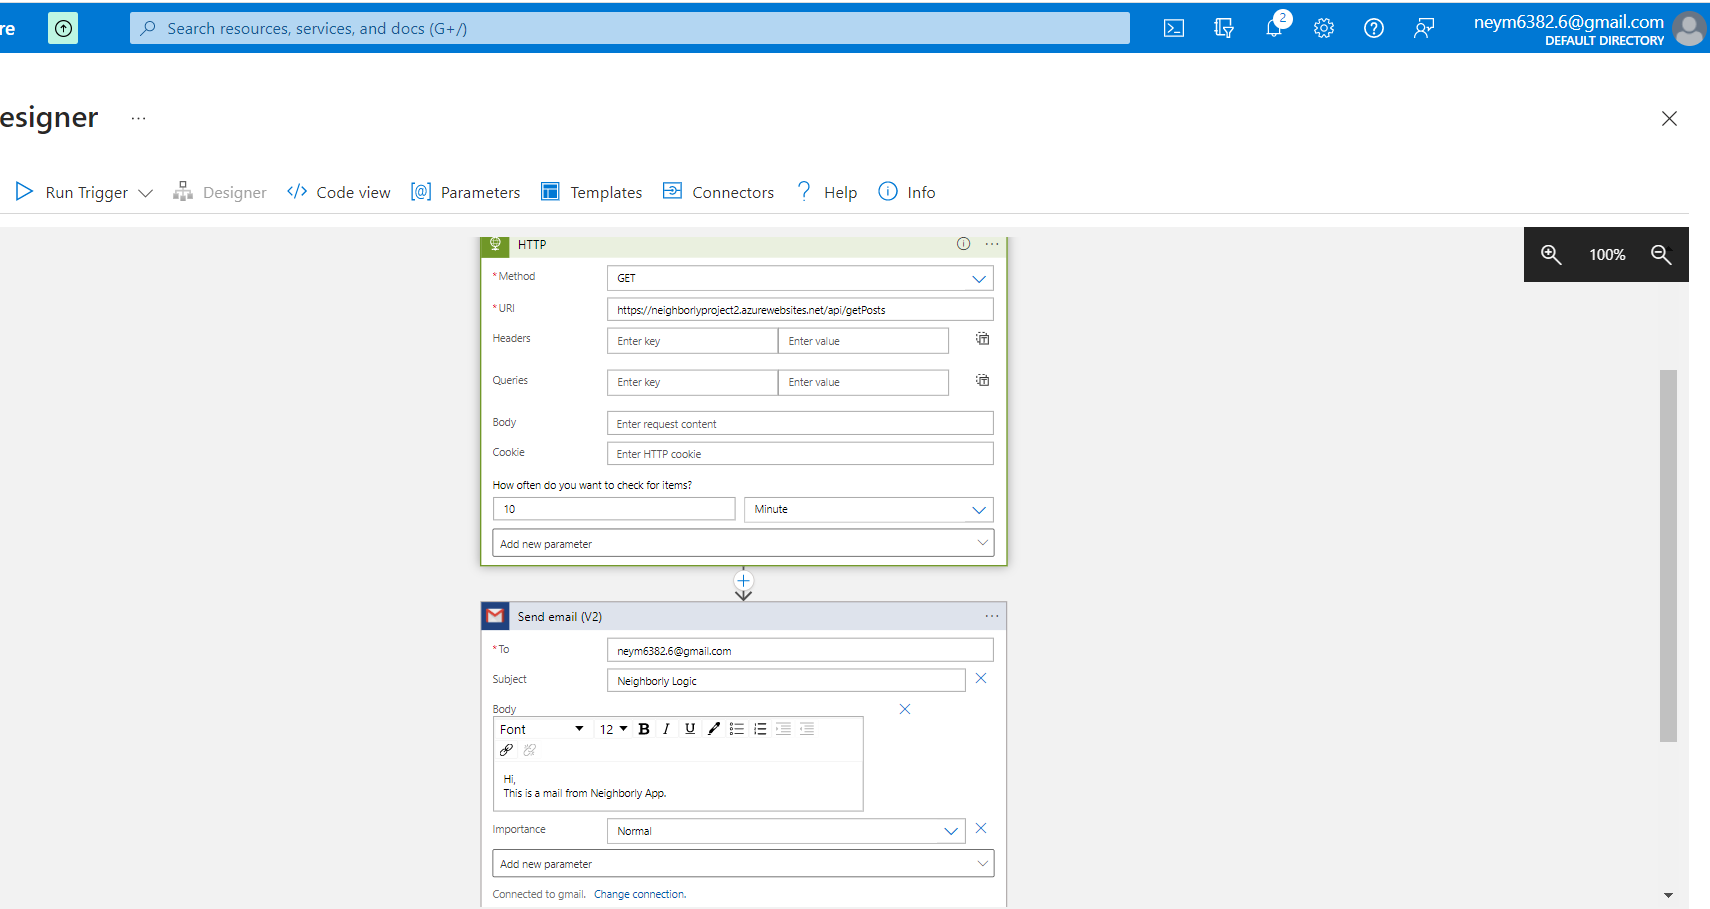 re
Search resources, services, and docs (G+/)
2
neym6382.6@gmail.com
DEFAULT DIRECTORY
esigner ...
Run Trigger
Designer
Code view
Parameters
Templates
Connectors
Help
Info
100%
HTTP
* Method
GET
* URI
https://neighborlyproject2.azurewebsites.net/api/getPosts
Headers
Enter key
Enter value
Queries
Enter key
Enter value
Body
Enter request content
Cookie
Enter HTTP cookie
How often do you want to check for items?
10
Minute
Add new parameter
Send email (V2)
* To
neym6382.6@gmail.com
Subject
Neighborly Logic
Body
Font
12
B I U
Hi,
This is a mail from Neighborly App.
Importance
Normal
Add new parameter
Connected to gmail. Change connection.